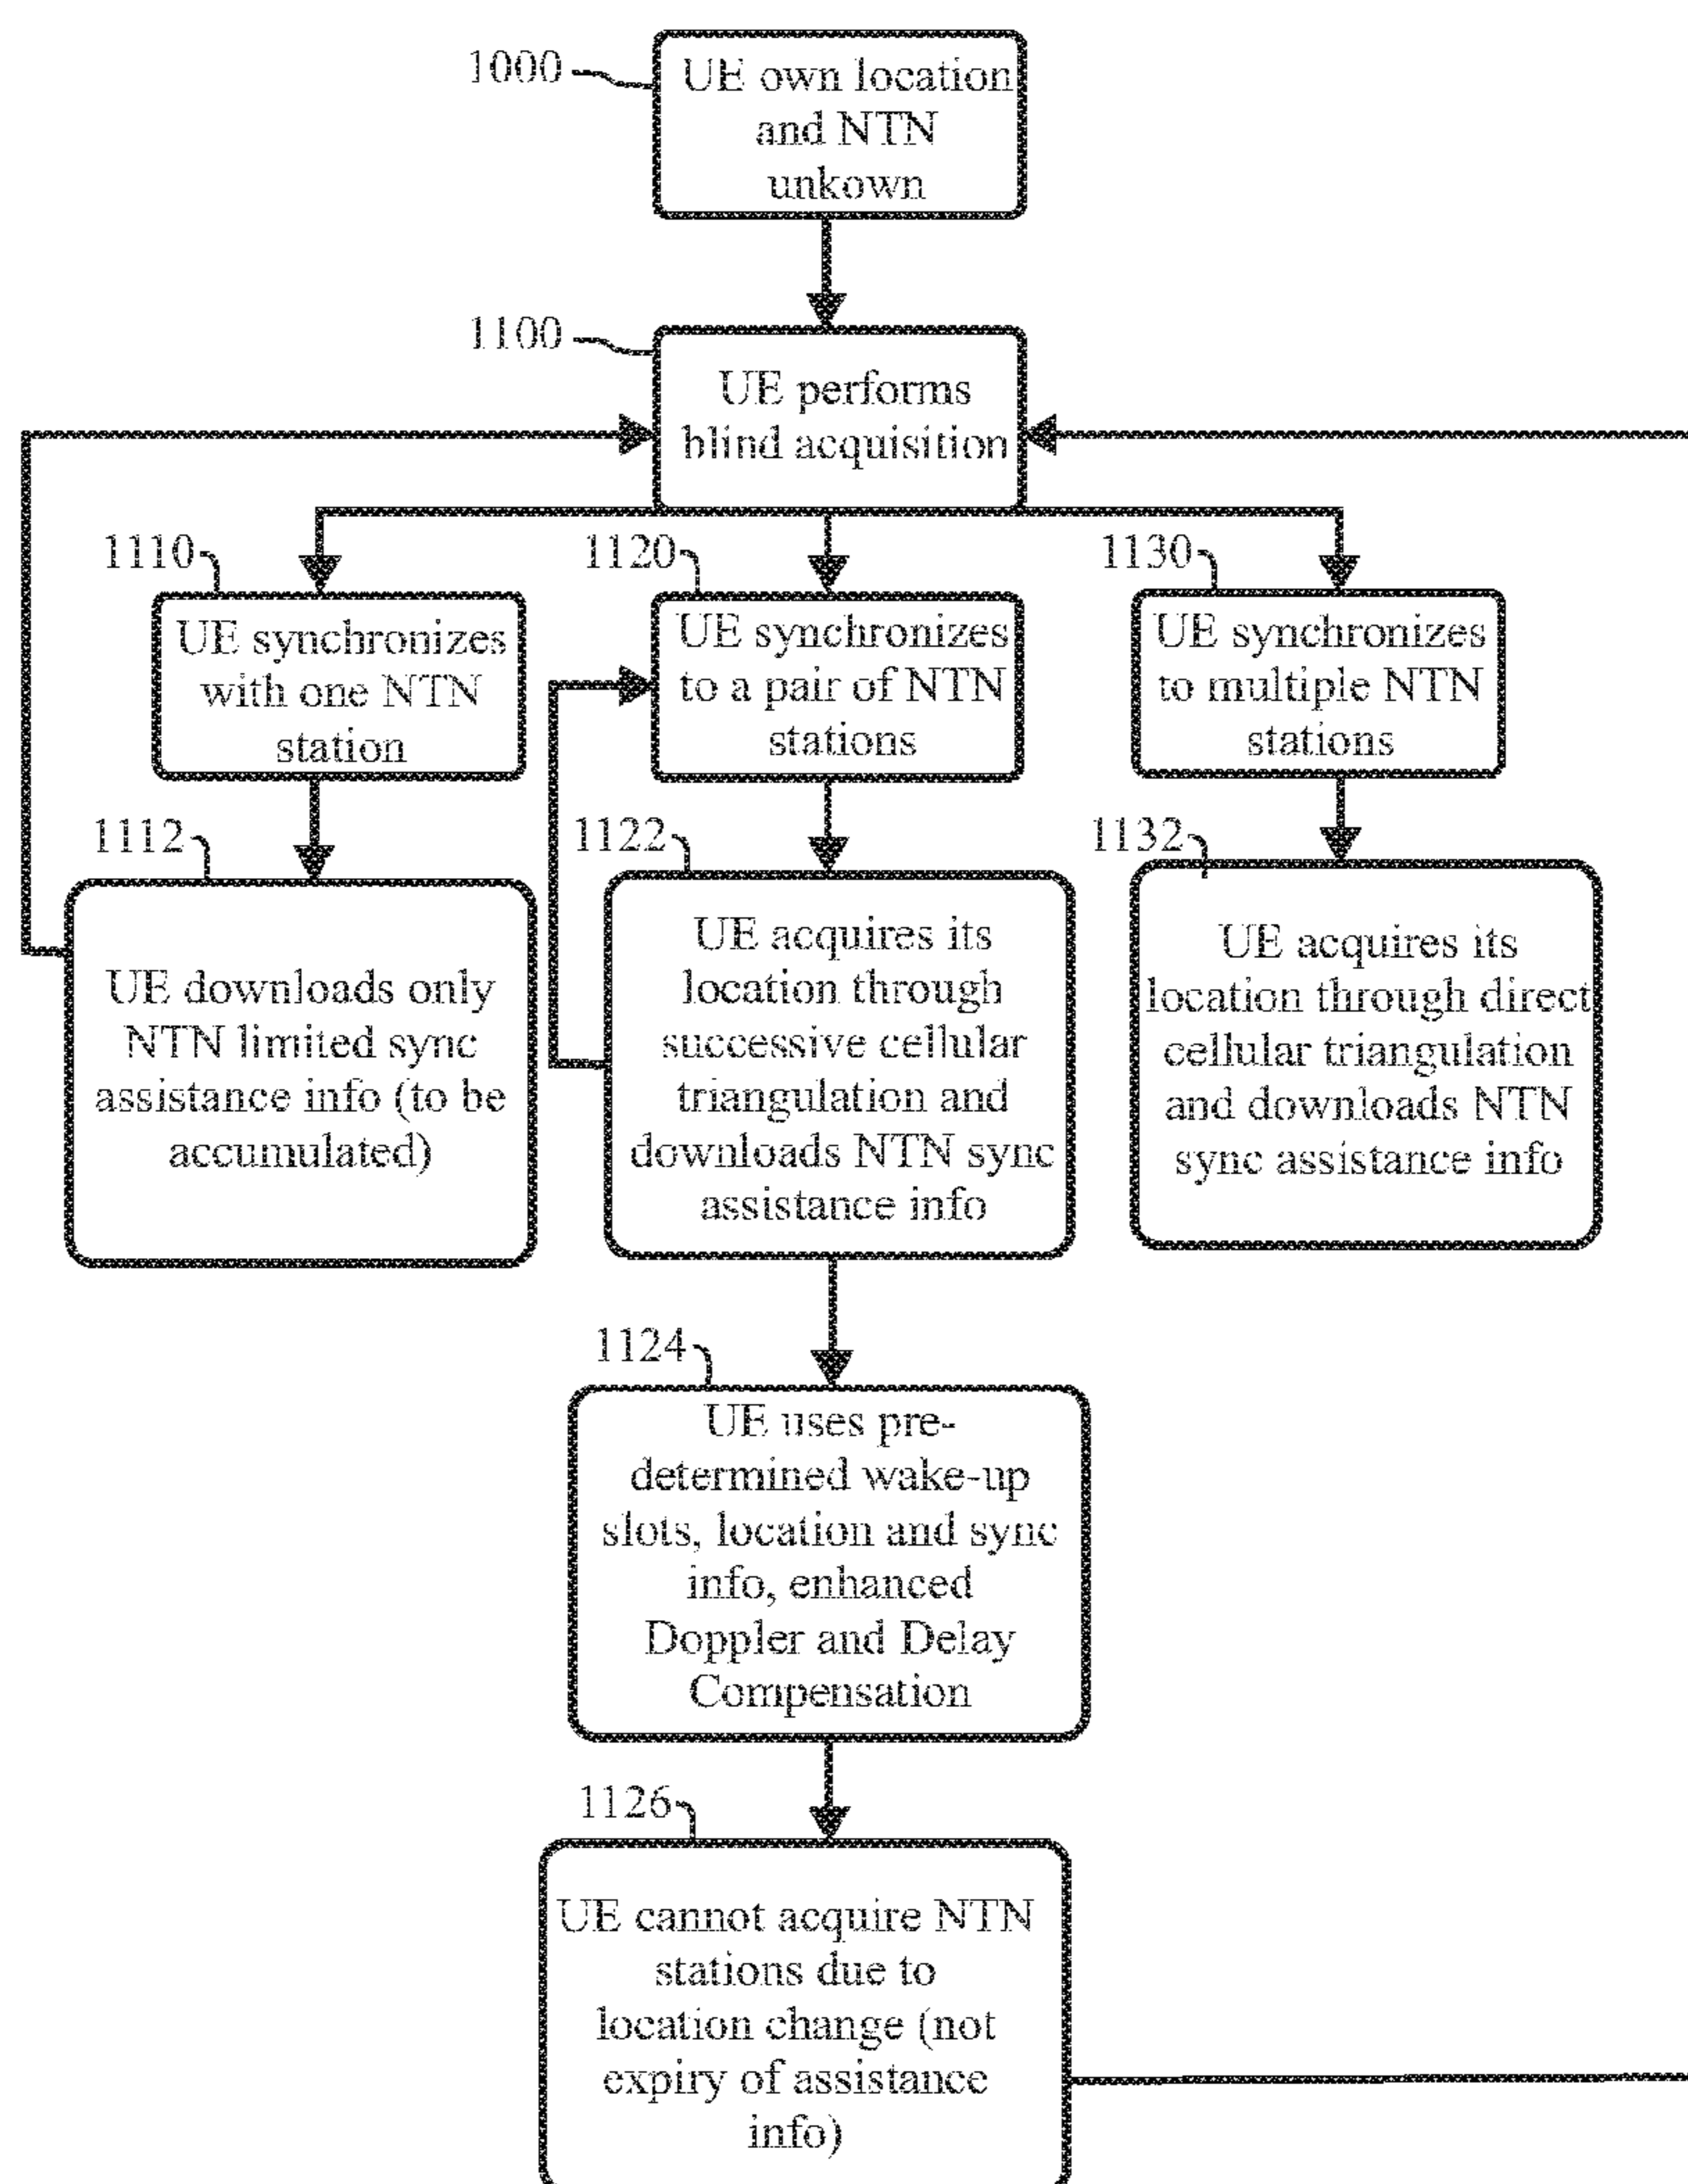 1000
UE own location
and NTN
unkown
1100
UE performs
blind acquisition
1110
UE synchronizes
with one NTN
station
1120
UE synchronizes
to a pair of NTN
stations
1130
UE synchronizes
to multiple NTN
stations
1112
UE downloads only
NTN limited sync
assistance info (to be
accumulated)
1122
UE acquires its
location through
successive cellular
triangulation and
downloads NTN sync
assistance info
1132
UE acquires its
location through direct
cellular triangulation
and downloads NTN
sync assistance info
1124
UE uses pre-
determined wake-up
slots, location and sync
info, enhanced
Doppler and Delay
Compensation
1126
UE cannot acquire NTN
stations due to
location change (not
expiry of assistance
info)